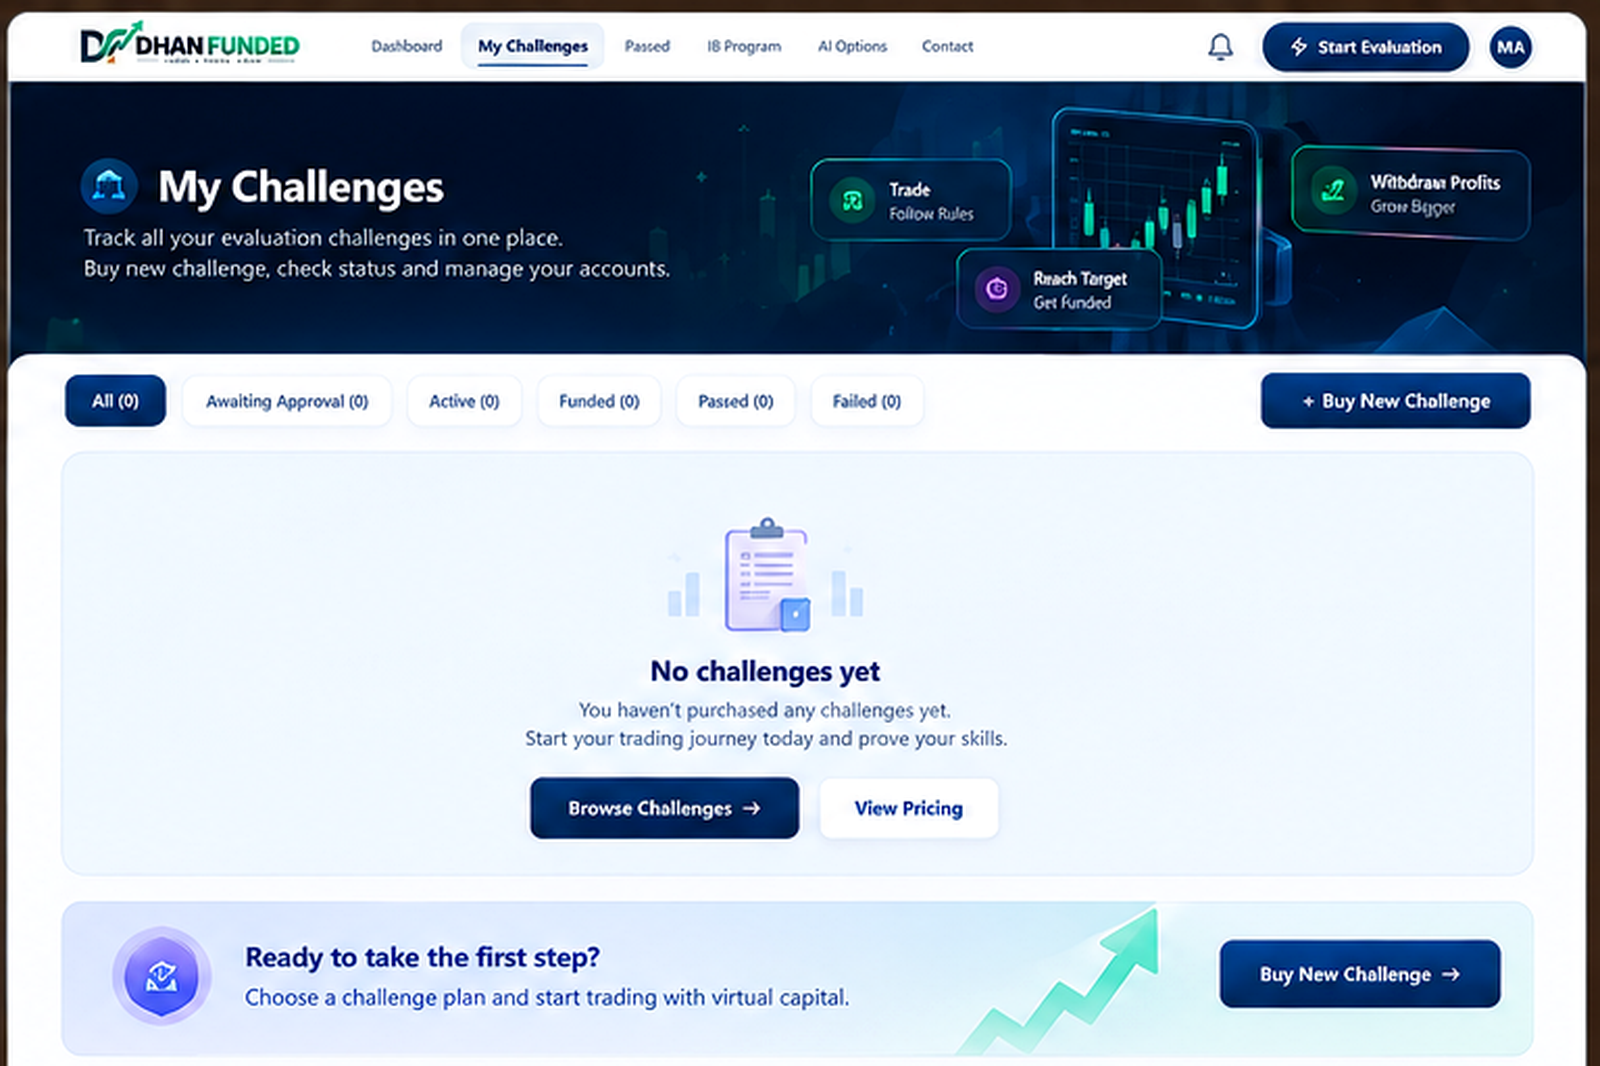 DHAN FUNDED
Dashboard
My Challenges
Passed
IB Program
AI Options
Contact
Start Evaluation
MA
My Challenges
Track all your evaluation challenges in one place.
Buy new challenge, check status and manage your accounts.
Trade
Follow Rules
Reach Target
Get Funded
Withdraw Profits
Grow Bigger
All (0)
Awaiting Approval (0)
Active (0)
Funded (0)
Passed (0)
Failed (0)
+ Buy New Challenge
No challenges yet
You haven't purchased any challenges yet.
Start your trading journey today and prove your skills.
Browse Challenges →
View Pricing
Ready to take the first step?
Choose a challenge plan and start trading with virtual capital.
Buy New Challenge →